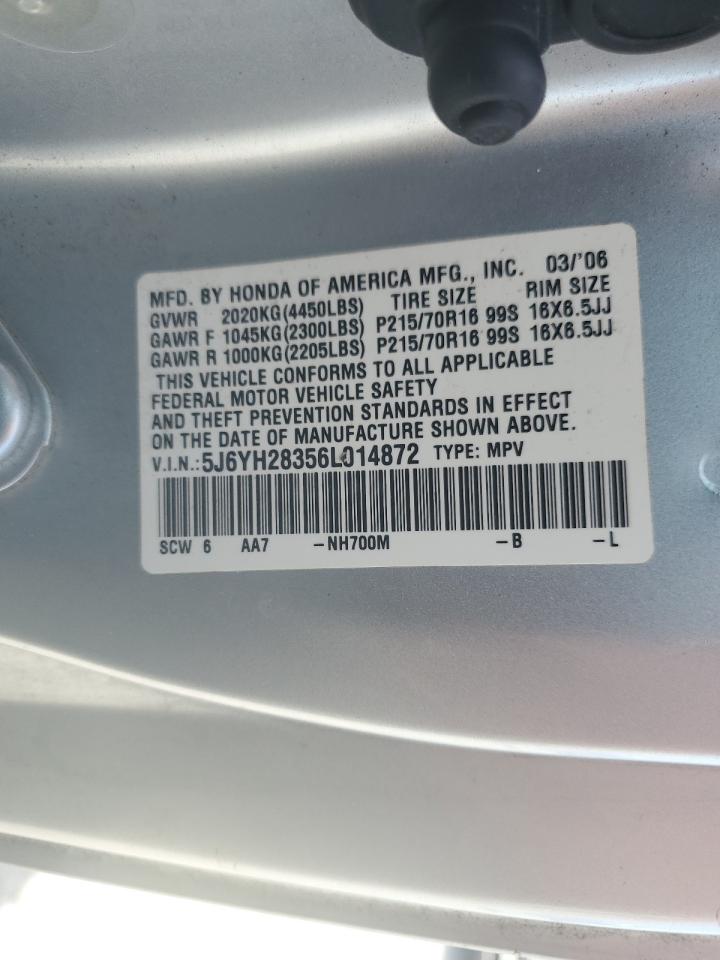 MFD. BY HONDA OF AMERICA MFG., INC. 03/'06
GVWR 2020KG(4450LBS) TIRE SIZE RIM SIZE
GAWR F 1045KG(2300LBS) P215/70R16 99S 16X6.5JJ
GAWR R 1000KG(2205LBS) P215/70R16 99S 16X6.5JJ
THIS VEHICLE CONFORMS TO ALL APPLICABLE
FEDERAL MOTOR VEHICLE SAFETY
AND THEFT PREVENTION STANDARDS IN EFFECT
ON THE DATE OF MANUFACTURE SHOWN ABOVE.
V.I.N.:5J6YH28356L014872 TYPE: MPV
SCW 6 AA7 -NH700M -B -L